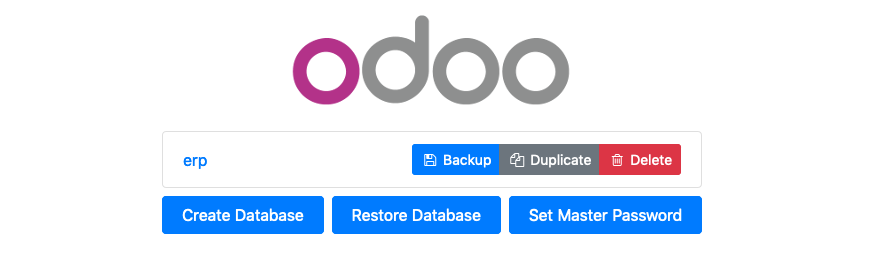 odoo
erp Backup Duplicate Delete
Create Database Restore Database Set Master Password